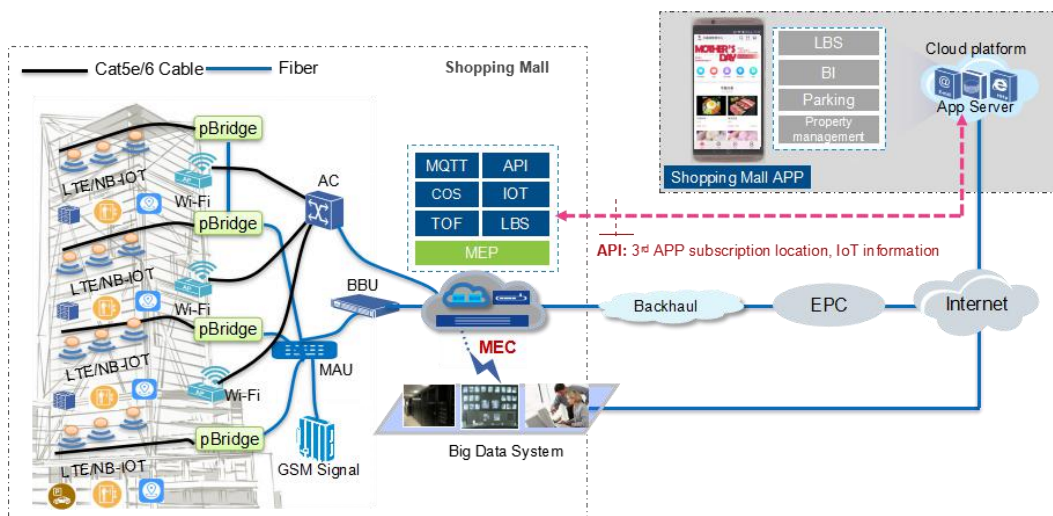 Cat5e/6 Cable
Fiber
Shopping Mall
pBridge
LTE/NB-IOT
Wi-Fi
AC
pBridge
LTE/NB-IOT
Wi-Fi
BBU
pBridge
LTE/NB-IOT
MAU
Wi-Fi
pBridge
LTE/NB-IOT
GSM Signal
MQTT
API
COS
IOT
TOF
LBS
MEP
MEC
Big Data System
MOTHER'S
DAY
LBS
BI
Parking
Property
management
Shopping Mall APP
Cloud platform
App Server
API: 3rd APP subscription location, IoT information
Backhaul
EPC
Internet